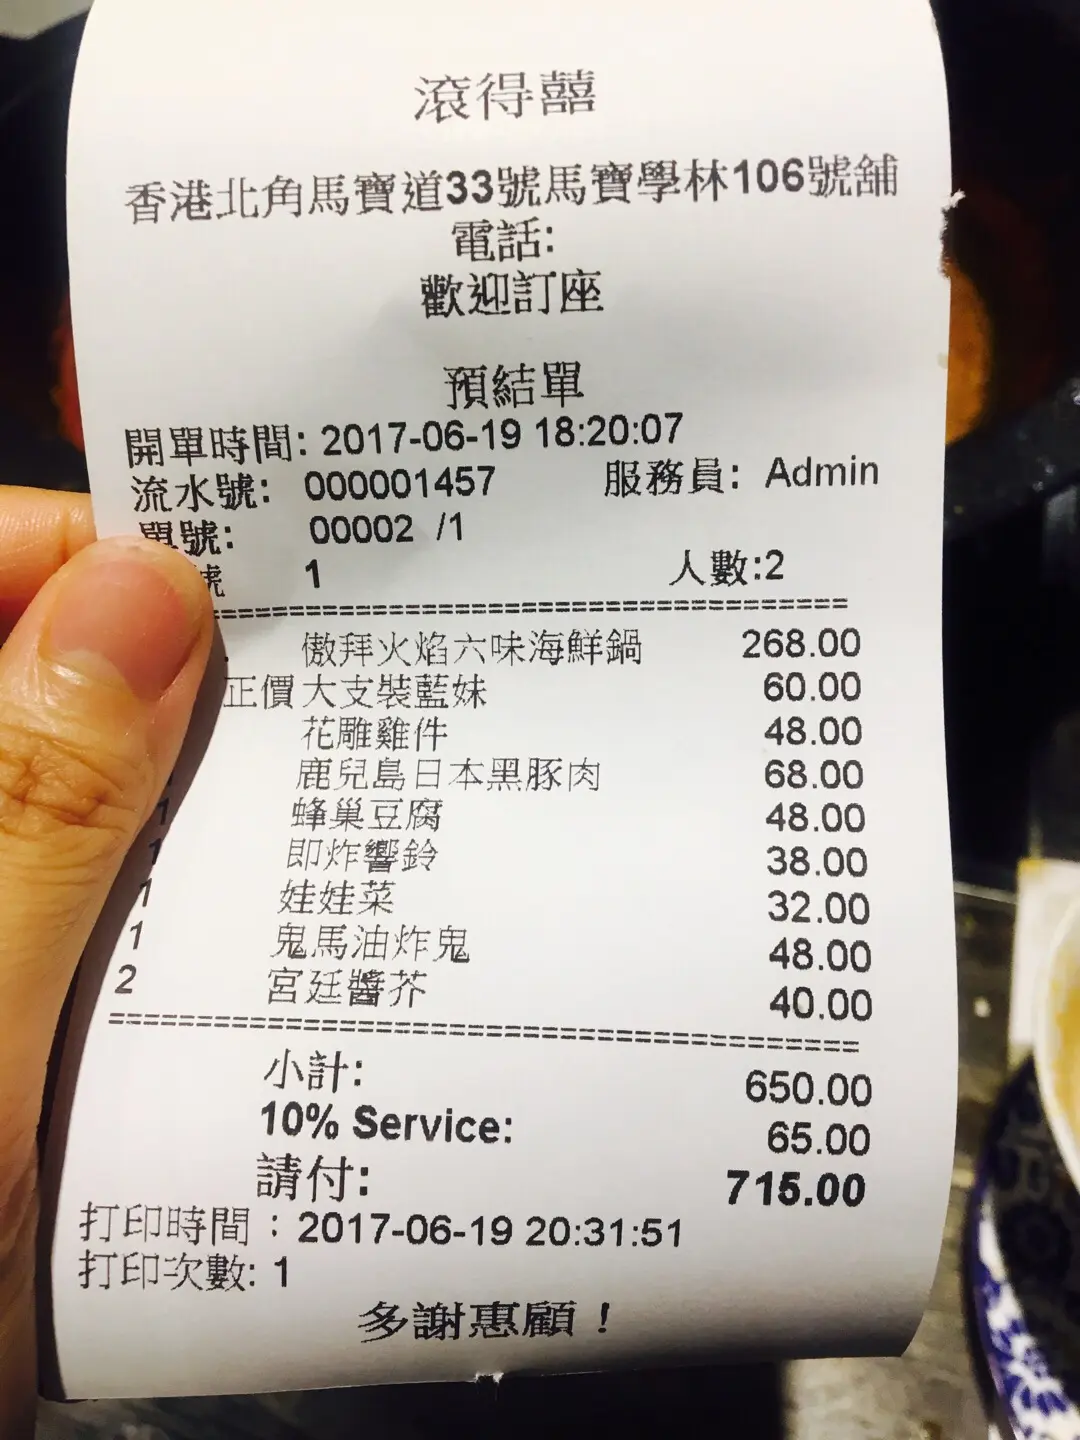 滾得囍
香港北角馬寶道33號馬寶學林106號舖
電話:
歡迎訂座
預結單
開單時間: 2017-06-19 18:20:07
流水號: 000001457 服務員: Admin
單號: 00002 /1
號 1 人數:2
傲拜火焰六味海鮮鍋 268.00
正價 大支裝藍妹 60.00
花雕雞件 48.00
鹿兒島日本黑豚肉 68.00
1 蜂巢豆腐 48.00
1 即炸響鈴 38.00
1 娃娃菜 32.00
1 鬼馬油炸鬼 48.00
2 宮廷醬芥 40.00
小計: 650.00
10% Service: 65.00
請付: 715.00
打印時間：2017-06-19 20:31:51
打印次數: 1
多謝惠顧！